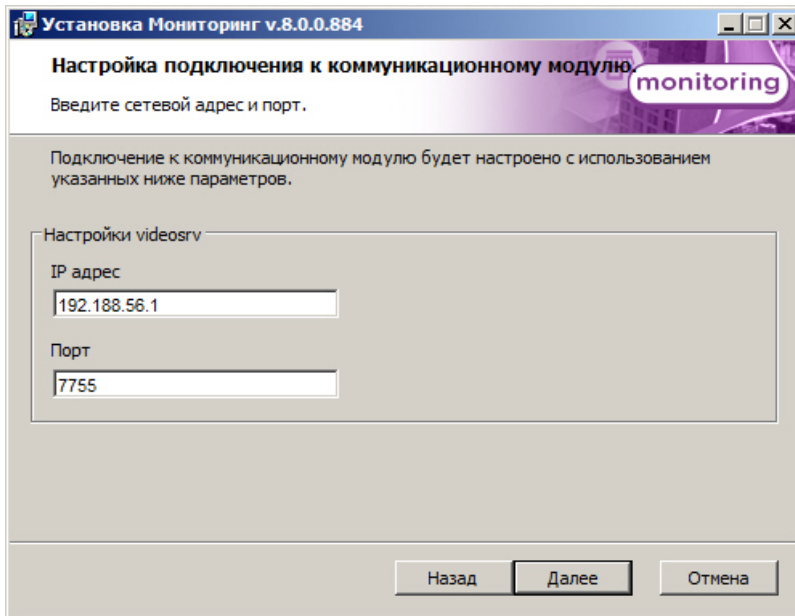 Установка Мониторинг v.8.0.0.884
Настройка подключения к коммуникационному модулю.
Введите сетевой адрес и порт.
monitoring
Подключение к коммуникационному модулю будет настроено с использованием
указанных ниже параметров.
Настройки videosrv
IP адрес
192.188.56.1
Порт
7755
Назад Далее Отмена